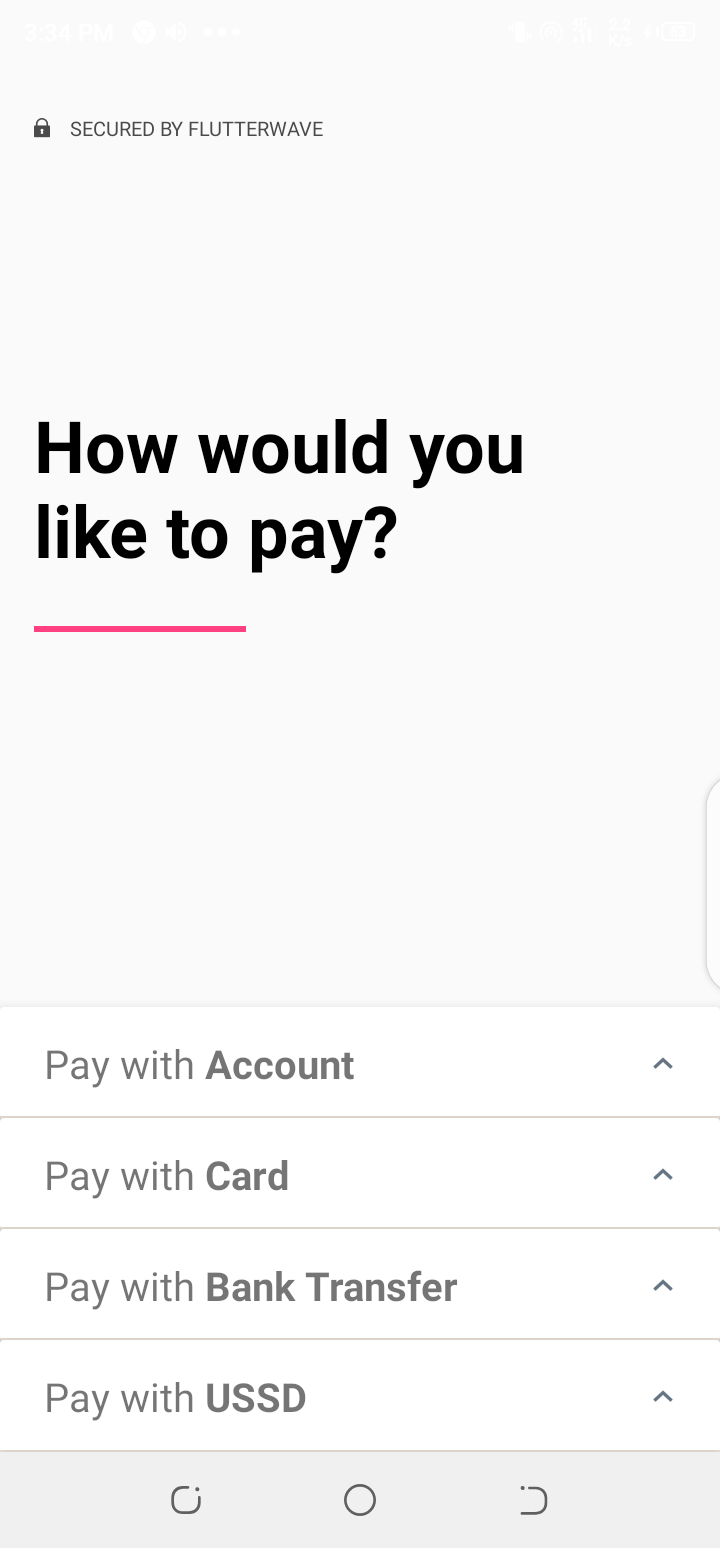 3:34 PM
SECURED BY FLUTTERWAVE
How would you
like to pay?
Pay with Account
Pay with Card
Pay with Bank Transfer
Pay with USSD